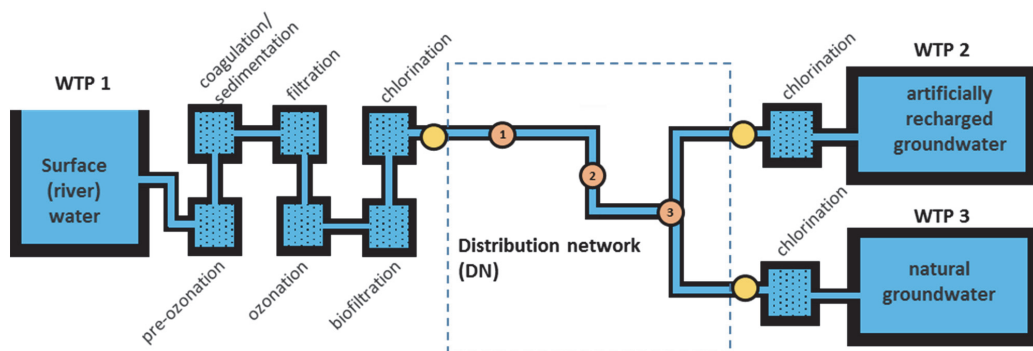 WTP 1
Surface
(river)
water
pre-ozonation
coagulation/
sedimentation
filtration
ozonation
biofiltration
chlorination
1
2
3
Distribution network
(DN)
chlorination
WTP 2
artificially
recharged
groundwater
chlorination
WTP 3
natural
groundwater